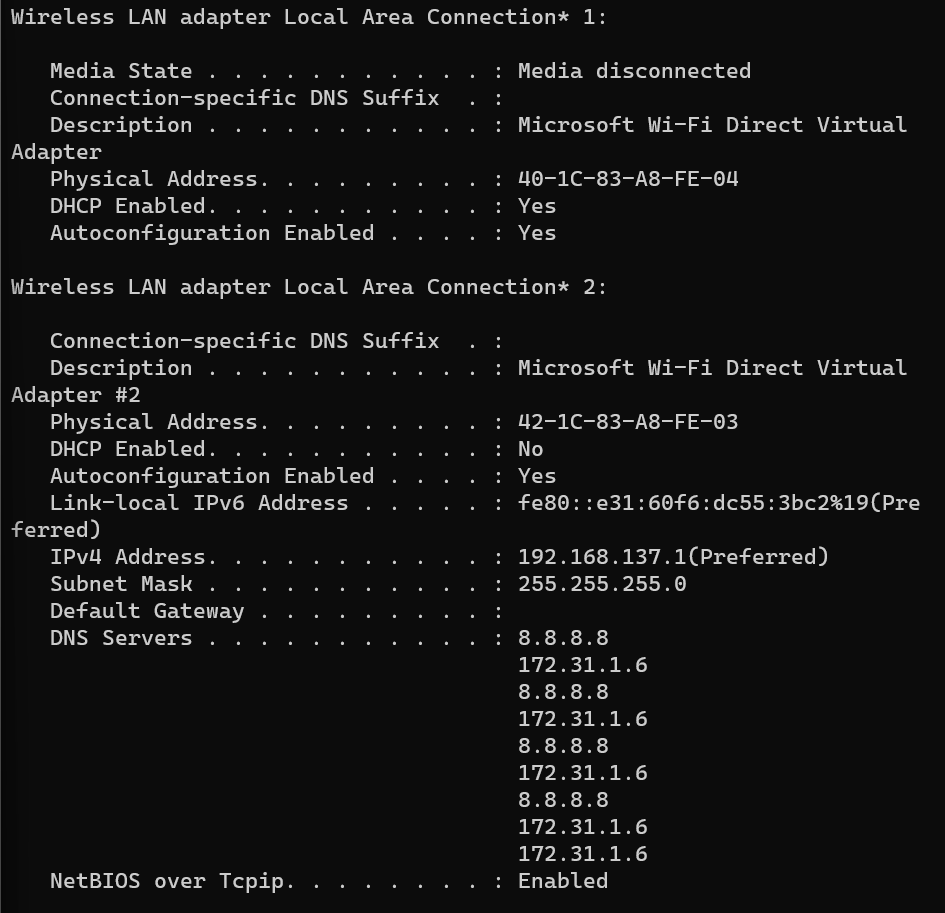 Wireless LAN adapter Local Area Connection* 1:

   Media State . . . . . . . . . . . : Media disconnected
   Connection-specific DNS Suffix  . :
   Description . . . . . . . . . . . : Microsoft Wi-Fi Direct Virtual
Adapter
   Physical Address. . . . . . . . . : 40-1C-83-A8-FE-04
   DHCP Enabled. . . . . . . . . . . : Yes
   Autoconfiguration Enabled . . . . : Yes

Wireless LAN adapter Local Area Connection* 2:

   Connection-specific DNS Suffix  . :
   Description . . . . . . . . . . . : Microsoft Wi-Fi Direct Virtual
Adapter #2
   Physical Address. . . . . . . . . : 42-1C-83-A8-FE-03
   DHCP Enabled. . . . . . . . . . . : No
   Autoconfiguration Enabled . . . . : Yes
   Link-local IPv6 Address . . . . . : fe80::e31:60f6:dc55:3bc2%19(Pre
ferred)
   IPv4 Address. . . . . . . . . . . : 192.168.137.1(Preferred)
   Subnet Mask . . . . . . . . . . . : 255.255.255.0
   Default Gateway . . . . . . . . . :
   DNS Servers . . . . . . . . . . . : 8.8.8.8
                                       172.31.1.6
                                       8.8.8.8
                                       172.31.1.6
                                       8.8.8.8
                                       172.31.1.6
                                       8.8.8.8
                                       172.31.1.6
                                       172.31.1.6
   NetBIOS over Tcpip. . . . . . . . : Enabled